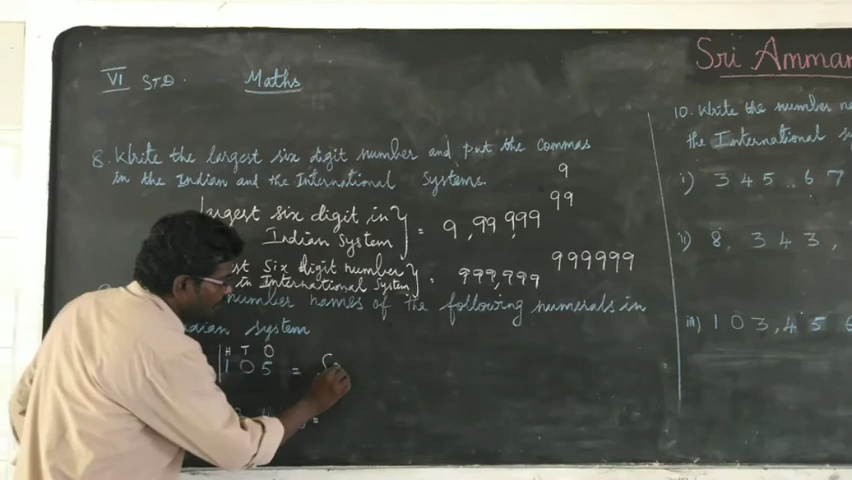 VI STD. Maths
8. Write the largest six digit number and put the commas
in the Indian and the International Systems.
9
99
largest six digit in
Indian System } = 9,99,999
999999
Six digit number
in International System } = 999,999
number names of the following numerals in
system
H T O
1 0 5 =
=
Sri Amman
10. Write the number
the International
i) 3 4 5 .. 6 7
ii) 8, 3 4 3,
iii) 1 0 3, 4 5 6